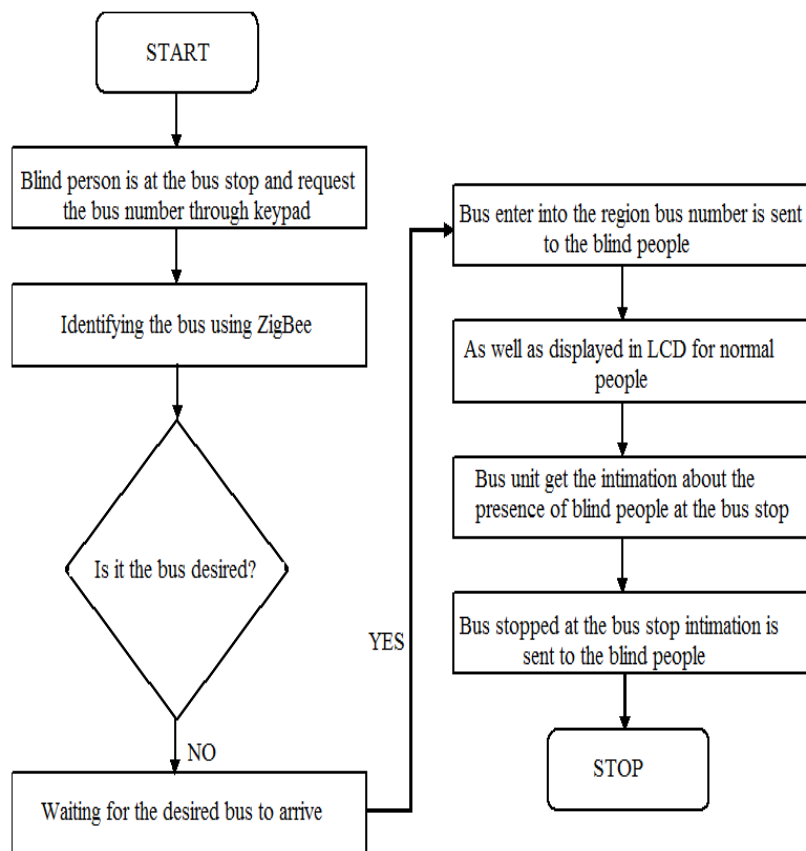 START
Blind person is at the bus stop and request
the bus number through keypad
Identifying the bus using ZigBee
Is it the bus desired?
NO
Waiting for the desired bus to arrive
YES
Bus enter into the region bus number is sent
to the blind people
As well as displayed in LCD for normal
people
Bus unit get the intimation about the
presence of blind people at the bus stop
Bus stopped at the bus stop intimation is
sent to the blind people
STOP